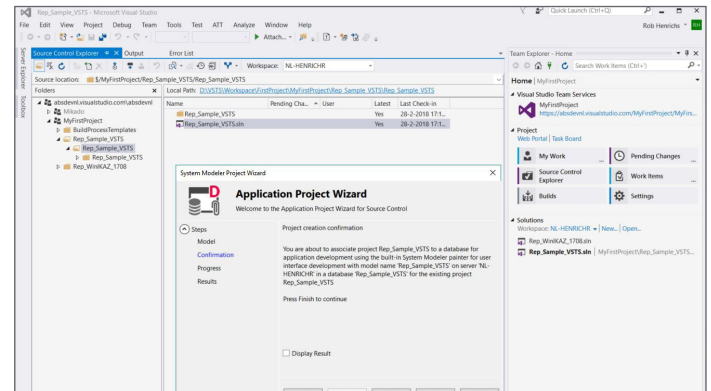 Rep_Sample_VSTS - Microsoft Visual Studio
Quick Launch (Ctrl+Q)
File Edit View Project Debug Team Tools Test ATT Analyze Window Help
Rob Henrichs
RH
Attach...
Server Explorer
Toolbox
Source Control Explorer
Output
Error List
Workspace: NL-HENRICHR
Source location: $/MyFirstProject/Rep_Sample_VSTS/Rep_Sample_VSTS
Folders
Local Path: D:\VSTS\Workspace\FirstProject\MyFirstProject\Rep_Sample_VSTS\Rep_Sample_VSTS
absdevnl.visualstudio.com\absdevnl
Mikado
MyFirstProject
BuildProcessTemplates
Rep_Sample_VSTS
Rep_Sample_VSTS
Rep_Sample_VSTS
Rep_WinKAZ_1708
Name Pending Cha... User Latest Last Check-in
Rep_Sample_VSTS Yes 28-2-2018 17:1...
Rep_Sample_VSTS.sln Yes 28-2-2018 17:1...
System Modeler Project Wizard
Application Project Wizard
Welcome to the Application Project Wizard for Source Control
Steps
Model
Confirmation
Progress
Results
Project creation confirmation
You are about to associate project Rep_Sample_VSTS to a database for
application development using the built-in System Modeler painter for user
interface development with model name 'Rep_Sample_VSTS' on server 'NL-
HENRICHR' in a database 'Rep_Sample_VSTS' for the existing project
Rep_Sample_VSTS
Press Finish to continue
Display Result
Team Explorer - Home
Search Work Items (Ctrl+')
Home | MyFirstProject
Visual Studio Team Services
MyFirstProject
https://absdevnl.visualstudio.com/MyFirstProject/MyFirs...
Project
Web Portal | Task Board
My Work ...
Pending Changes ...
Source Control
Explorer
Work Items ...
Builds
Settings
Solutions
Workspace: NL-HENRICHR | New... | Open...
Rep_WinKAZ_1708.sln
Rep_Sample_VSTS.sln | MyFirstProject\Rep_Sample_VSTS...